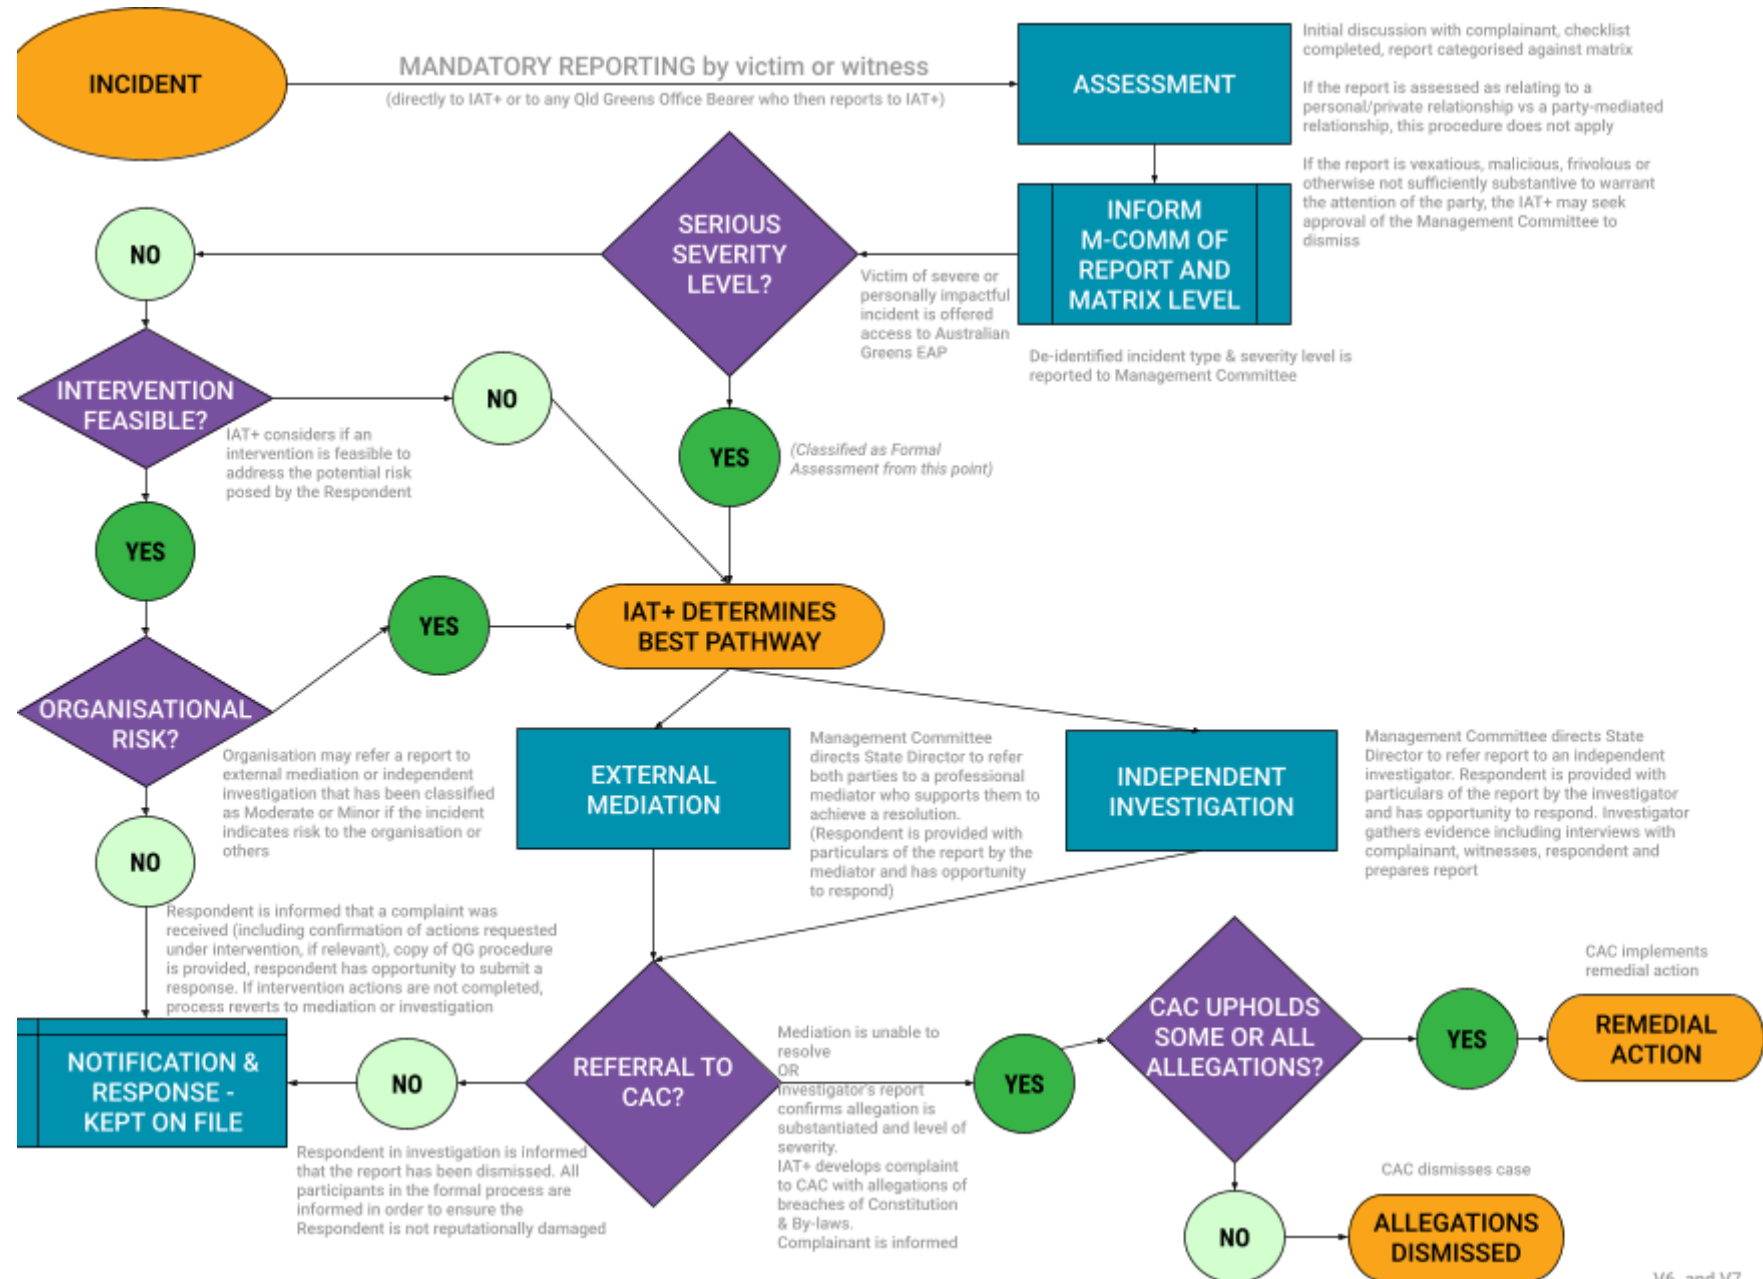 INCIDENT
MANDATORY REPORTING by victim or witness
(directly to IAT+ or to any Qld Greens Office Bearer who then reports to IAT+)
ASSESSMENT
Initial discussion with complainant, checklist
completed, report categorised against matrix
If the report is assessed as relating to a
personal/private relationship vs a party-mediated
relationship, this procedure does not apply
If the report is vexatious, malicious, frivolous or
otherwise not sufficiently substantive to warrant
the attention of the party, the IAT+ may seek
approval of the Management Committee to
dismiss
INFORM
M-COMM OF
REPORT AND
MATRIX LEVEL
De-identified incident type & severity level is
reported to Management Committee
SERIOUS
SEVERITY
LEVEL?
Victim of severe or
personally impactful
incident is offered
access to Australian
Greens EAP
NO
INTERVENTION
FEASIBLE?
IAT+ considers if an
intervention is feasible to
address the potential risk
posed by the Respondent
NO
YES
(Classified as Formal
Assessment from this point)
YES
YES
IAT+ DETERMINES
BEST PATHWAY
ORGANISATIONAL
RISK?
Organisation may refer a report to
external mediation or independent
investigation that has been classified
as Moderate or Minor if the incident
indicates risk to the organisation or
others
EXTERNAL
MEDIATION
Management Committee
directs State Director to refer
both parties to a professional
mediator who supports them to
achieve a resolution.
(Respondent is provided with
particulars of the report by the
mediator and has opportunity
to respond)
INDEPENDENT
INVESTIGATION
Management Committee directs State
Director to refer report to an independent
investigator. Respondent is provided with
particulars of the report by the investigator
and has opportunity to respond. Investigator
gathers evidence including interviews with
complainant, witnesses, respondent and
prepares report
NO
Respondent is informed that a complaint was
received (including confirmation of actions requested
under intervention, if relevant), copy of QG procedure
is provided, respondent has opportunity to submit a
response. If intervention actions are not completed,
process reverts to mediation or investigation
NOTIFICATION &
RESPONSE -
KEPT ON FILE
NO
Respondent in investigation is informed
that the report has been dismissed. All
participants in the formal process are
informed in order to ensure the
Respondent is not reputationally damaged
REFERRAL TO
CAC?
Mediation is unable to
resolve
OR
Investigator's report
confirms allegation is
substantiated and level of
severity.
IAT+ develops complaint
to CAC with allegations of
breaches of Constitution
& By-laws.
Complainant is informed
YES
CAC UPHOLDS
SOME OR ALL
ALLEGATIONS?
YES
CAC implements
remedial action
REMEDIAL
ACTION
NO
CAC dismisses case
ALLEGATIONS
DISMISSED